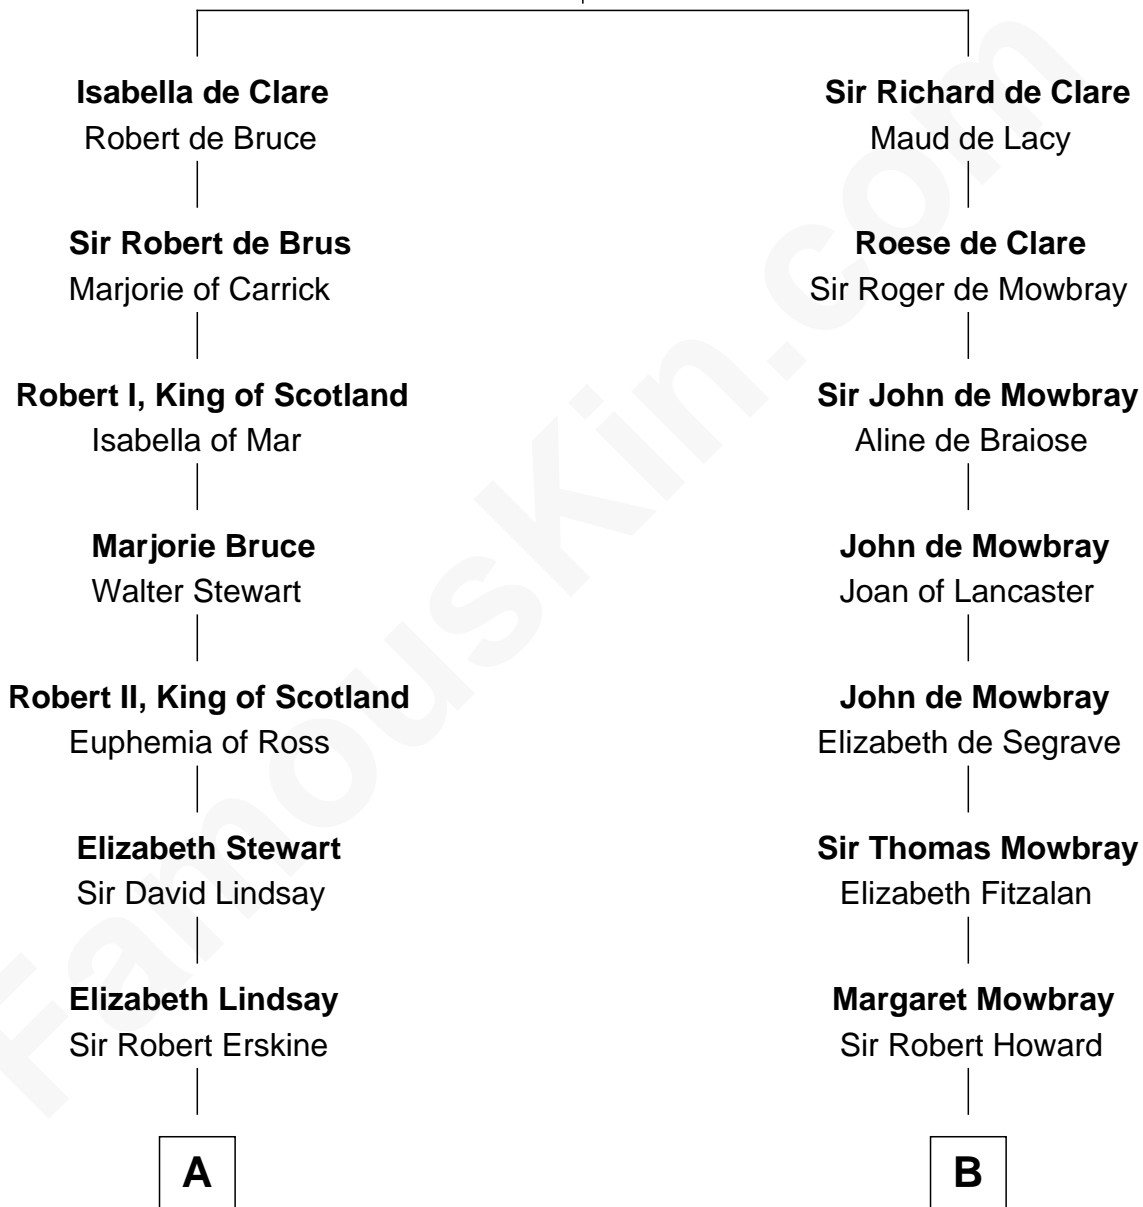 Isabella de Clare
Robert de Bruce
Sir Robert de Brus
Marjorie of Carrick
Robert I, King of Scotland
Isabella of Mar
Marjorie Bruce
Walter Stewart
Robert II, King of Scotland
Euphemia of Ross
Elizabeth Stewart
Sir David Lindsay
Elizabeth Lindsay
Sir Robert Erskine
A
Sir Richard de Clare
Maud de Lacy
Roese de Clare
Sir Roger de Mowbray
Sir John de Mowbray
Aline de Braiose
John de Mowbray
Joan of Lancaster
John de Mowbray
Elizabeth de Segrave
Sir Thomas Mowbray
Elizabeth Fitzalan
Margaret Mowbray
Sir Robert Howard
B
FamousKin.com